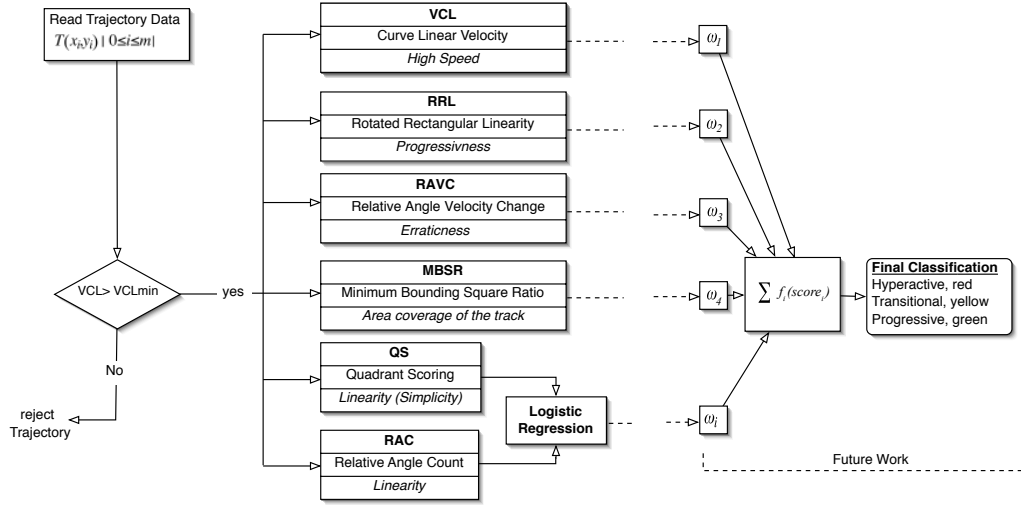 Read Trajectory Data
T(xᵢ,yᵢ) | 0≤i≤m|
VCL> VCLmin
yes
No
reject
Trajectory
VCL
Curve Linear Velocity
High Speed
RRL
Rotated Rectangular Linearity
Progressivness
RAVC
Relative Angle Velocity Change
Erraticness
MBSR
Minimum Bounding Square Ratio
Area coverage of the track
QS
Quadrant Scoring
Linearity (Simplicity)
RAC
Relative Angle Count
Linearity
Logistic
Regression
ω₁
ω₂
ω₃
ω₄
ωᵢ
∑ fᵢ(scoreᵢ)
Final Classification
Hyperactive, red
Transitional, yellow
Progressive, green
Future Work